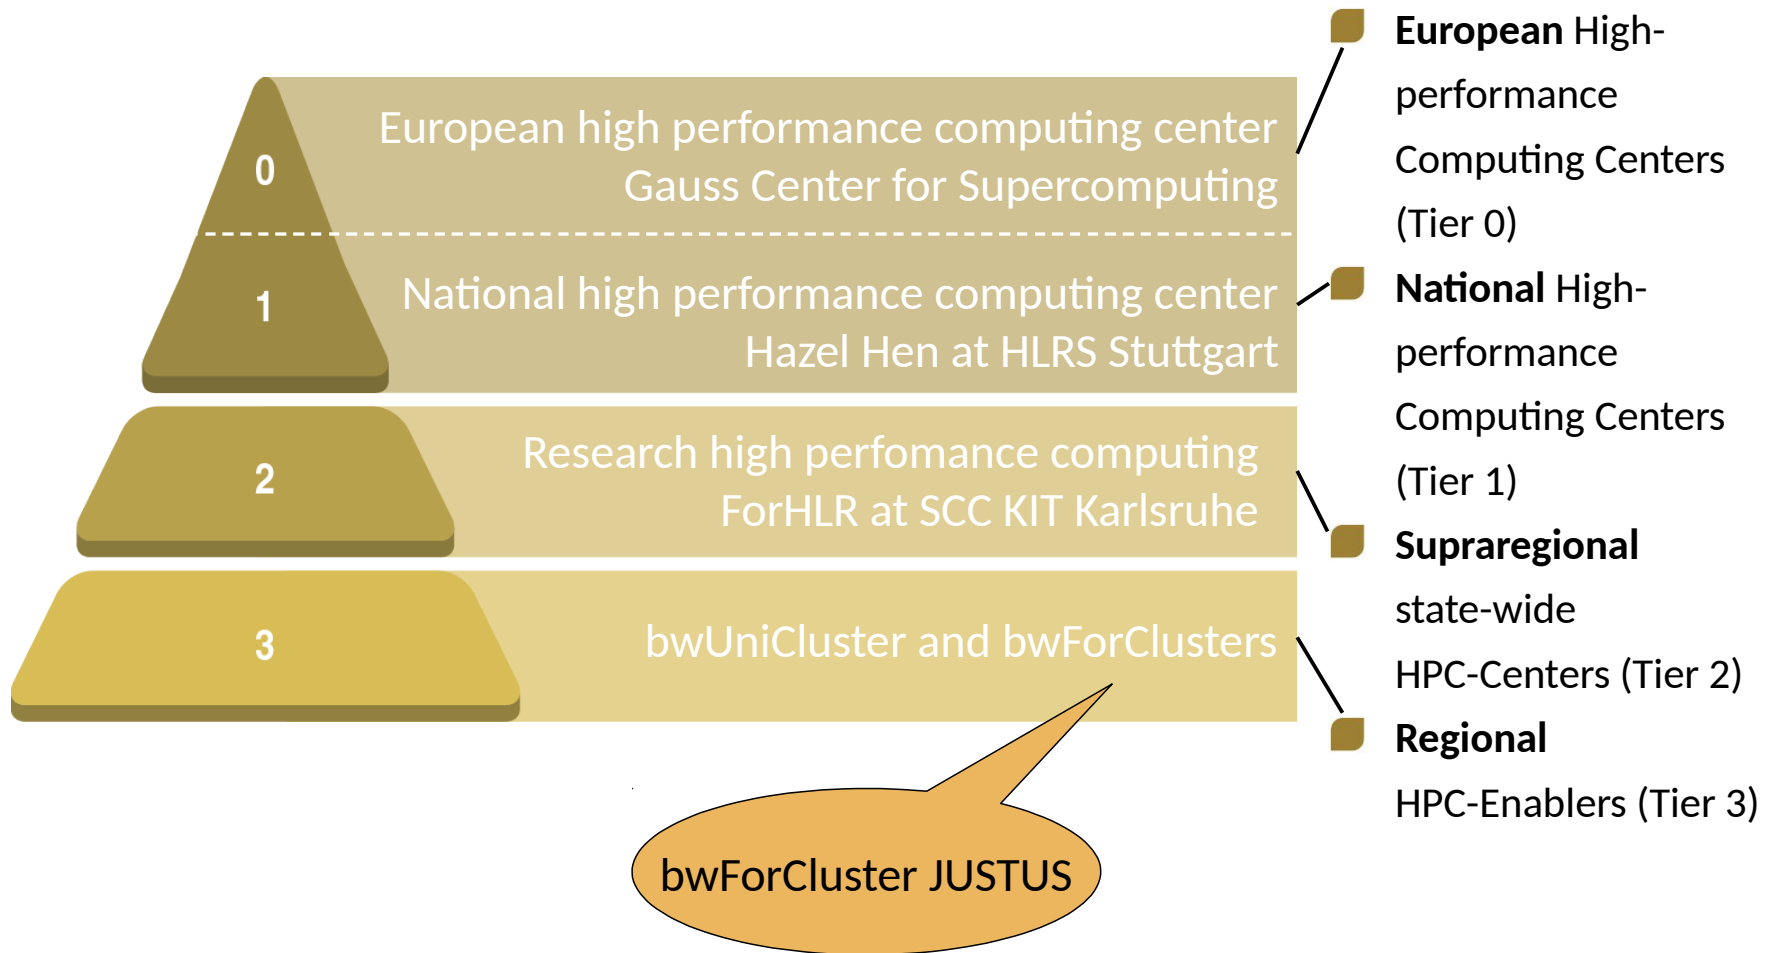 0
European high performance computing center
Gauss Center for Supercomputing
1
National high performance computing center
Hazel Hen at HLRS Stuttgart
2
Research high perfomance computing
ForHLR at SCC KIT Karlsruhe
3
bwUniCluster and bwForClusters
bwForCluster JUSTUS
European High-
performance
Computing Centers
(Tier 0)
National High-
performance
Computing Centers
(Tier 1)
Supraregional
state-wide
HPC-Centers (Tier 2)
Regional
HPC-Enablers (Tier 3)